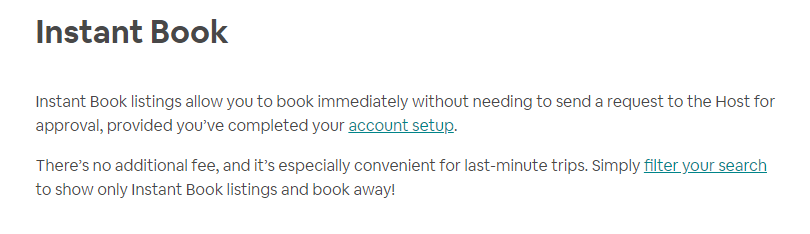 Instant Book
Instant Book listings allow you to book immediately without needing to send a request to the Host for
approval, provided you’ve completed your account setup.
There’s no additional fee, and it’s especially convenient for last-minute trips. Simply filter your search
to show only Instant Book listings and book away!